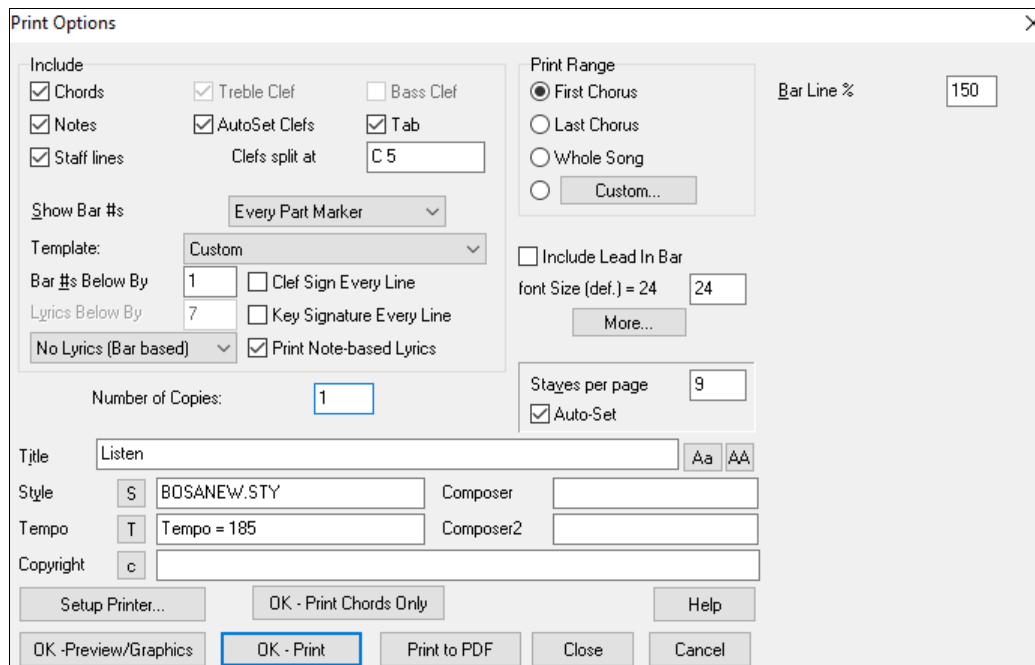 Print Options
Include
Chords Treble Clef Bass Clef
Notes AutoSet Clefs Tab
Staff lines Clefs split at C 5
Show Bar #s Every Part Marker
Template: Custom
Bar #s Below By 1 Clef Sign Every Line
Lyrics Below By 7 Key Signature Every Line
No Lyrics (Bar based) Print Note-based Lyrics
Number of Copies: 1
Print Range
First Chorus
Last Chorus
Whole Song
Custom...
Include Lead In Bar
font Size (def.) = 24 24
More...
Staves per page 9
Auto-Set
Bar Line % 150
Title Listen Aa AA
Style S BOSANEW.STY Composer
Tempo T Tempo = 185 Composer2
Copyright c
Setup Printer... OK - Print Chords Only Help
OK -Preview/Graphics OK - Print Print to PDF Close Cancel